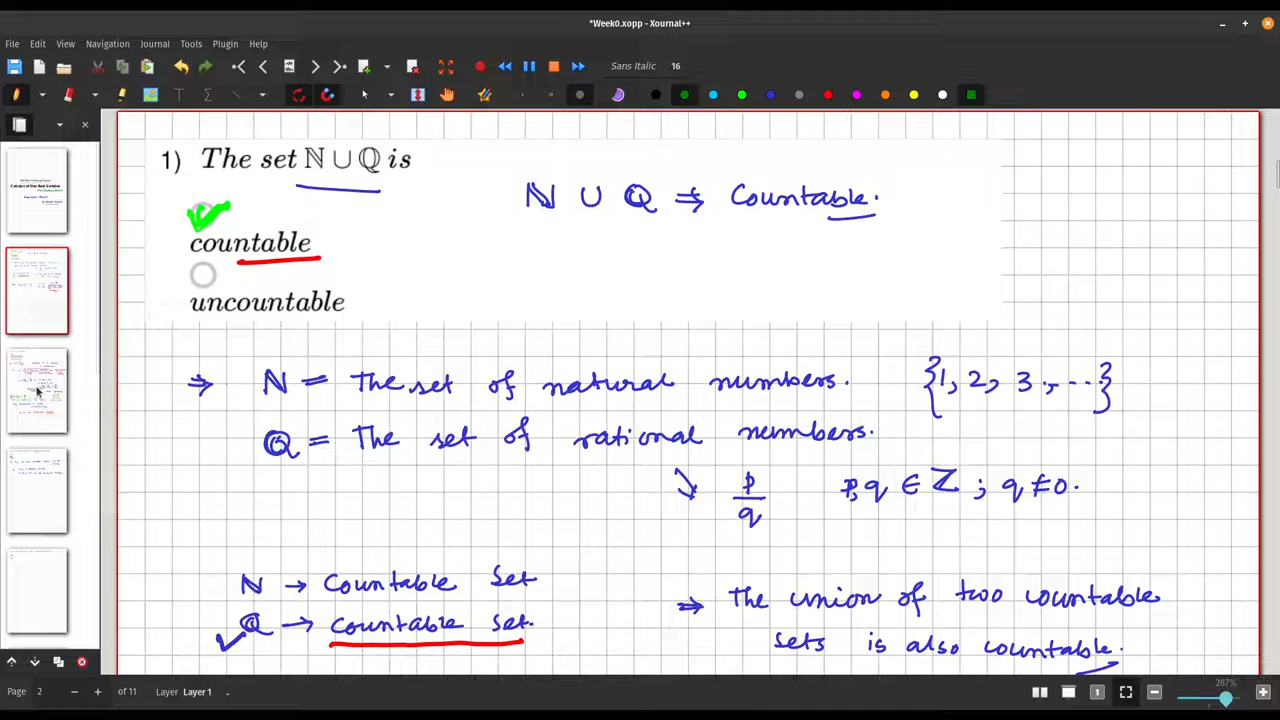 *Week0.xopp - Xournal++
File Edit View Navigation Journal Tools Plugin Help
Sans Italic 16
1) The set ℕ ∪ ℚ is
countable
uncountable
ℕ ∪ ℚ ⇒ Countable.
⇒ ℕ = The set of natural numbers. {1, 2, 3, ...}
ℚ = The set of rational numbers.
↘ p/q p,q ∈ ℤ ; q ≠ 0.
ℕ → Countable Set
ℚ → Countable set.
⇒ The union of two countable
sets is also countable.
Page 2 of 11 Layer Layer 1
287%